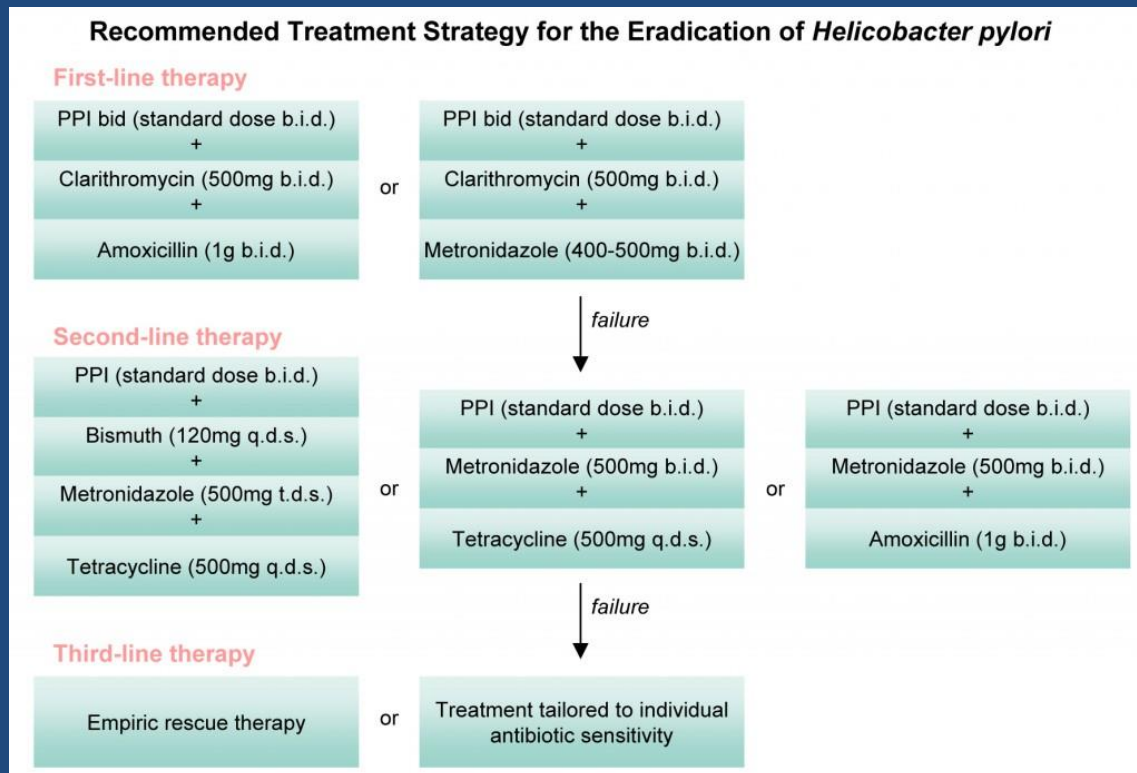 Recommended Treatment Strategy for the Eradication of Helicobacter pylori
First-line therapy
PPI bid (standard dose b.i.d.)
+
Clarithromycin (500mg b.i.d.)
+
Amoxicillin (1g b.i.d.)
or
PPI bid (standard dose b.i.d.)
+
Clarithromycin (500mg b.i.d.)
+
Metronidazole (400-500mg b.i.d.)
failure
Second-line therapy
PPI (standard dose b.i.d.)
+
Bismuth (120mg q.d.s.)
+
Metronidazole (500mg t.d.s.)
+
Tetracycline (500mg q.d.s.)
or
PPI (standard dose b.i.d.)
+
Metronidazole (500mg b.i.d.)
+
Tetracycline (500mg q.d.s.)
or
PPI (standard dose b.i.d.)
+
Metronidazole (500mg b.i.d.)
+
Amoxicillin (1g b.i.d.)
failure
Third-line therapy
Empiric rescue therapy
or
Treatment tailored to individual
antibiotic sensitivity